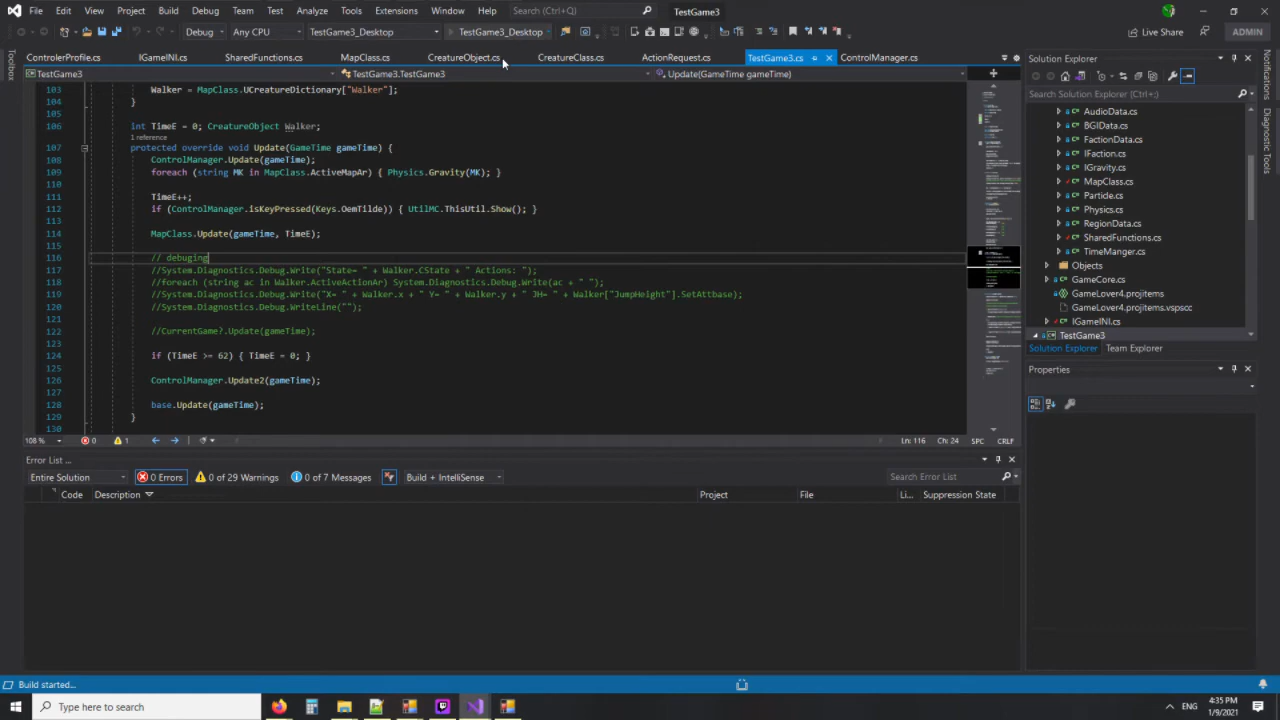 File Edit View Git Project Build Debug Team Test Analyze Tools Extensions Window Help Search (Ctrl+Q) TestGame3
Debug Any CPU TestGame3_Desktop TestGame3_Desktop Live Share ADMIN
Toolbox
ControlerProfile.cs IGameINI.cs SharedFunctions.cs MapClass.cs CreatureObject.cs CreatureClass.cs ActionRequest.cs TestGame3.cs ControlManager.cs
TestGame3 TestGame3.TestGame3 Update(GameTime gameTime)
103 Walker = MapClass.UCreatureDictionary["Walker"];
104 }
105
106 int TimeE = 0; CreatureObject Walker;
1 reference
107 protected override void Update(GameTime gameTime) {
108 ControlManager.Update(gameTime);
109 foreach (string MK in MapClass.ActiveMapAr) { Physics.Gravity(MK); }
110
111 TimeE++;
112 if (ControlManager.isKeyPressed(Keys.OemTilde)) { UtilMC.ThisUtil.Show(); }
113
114 MapClass.Update(gameTime,
115
116 // debuging
117 //System.Diagnostics.Debug "State= " + Walker.CState + " Actions: ");
118 //foreach (string ac in Walker.ActiveActionAr) System.Diagnostics.Debug.Write(ac + " ");
119 //System.Diagnostics.Debug "X= " + Walker.x + " Y= " + Walker.y + " JH= " + Walker["JumpHeight"].SetAttbase);
120 //System.Diagnostics.Debug.WriteLine("");
121
122 //CurrentGame?.Update(gameTime);
123
124 if (TimeE >= 62) { TimeE =
125
126 ControlManager.Update2(gameTime);
127
128 base.Update(gameTime);
129 }
130
108 % 0 1 Ln: 116 Ch: 24 SPC CRLF
Error List ...
Entire Solution 0 Errors 0 of 29 Warnings 0 of 7 Messages Build + IntelliSense Search Error List
Code Description Project File Li... Suppression State
Solution Explorer
Search Solution Explorer (Ctrl+;)
AudioData.cs
BGIData.cs
FactionData.cs
IFaction.cs
IGravity.cs
MapClass.cs
Particle.cs
Physics.cs
RegionData.cs
SharedFunctions.cs
TimeManger.cs
Objects
GameCore.cs
GameLover4.projitems
GameLover4.projitems.vspscc
IGameINI.cs
TestGame3
Solution Explorer Team Explorer
Properties
Notifications
Build started...
Type here to search ENG 4:35 PM
1/9/2021